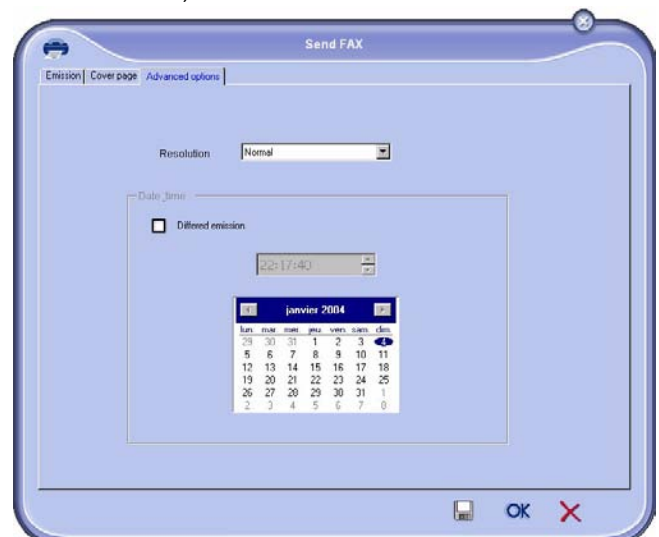 Send FAX
Emission Cover page Advanced options
Resolution Normal
Date_time
Differed emission
22:17:40
janvier 2004
lun. mar. mer. jeu. ven. sam. dim.
29 30 31 1 2 3 4
5 6 7 8 9 10 11
12 13 14 15 16 17 18
19 20 21 22 23 24 25
26 27 28 29 30 31 1
2 3 4 5 6 7 8
OK